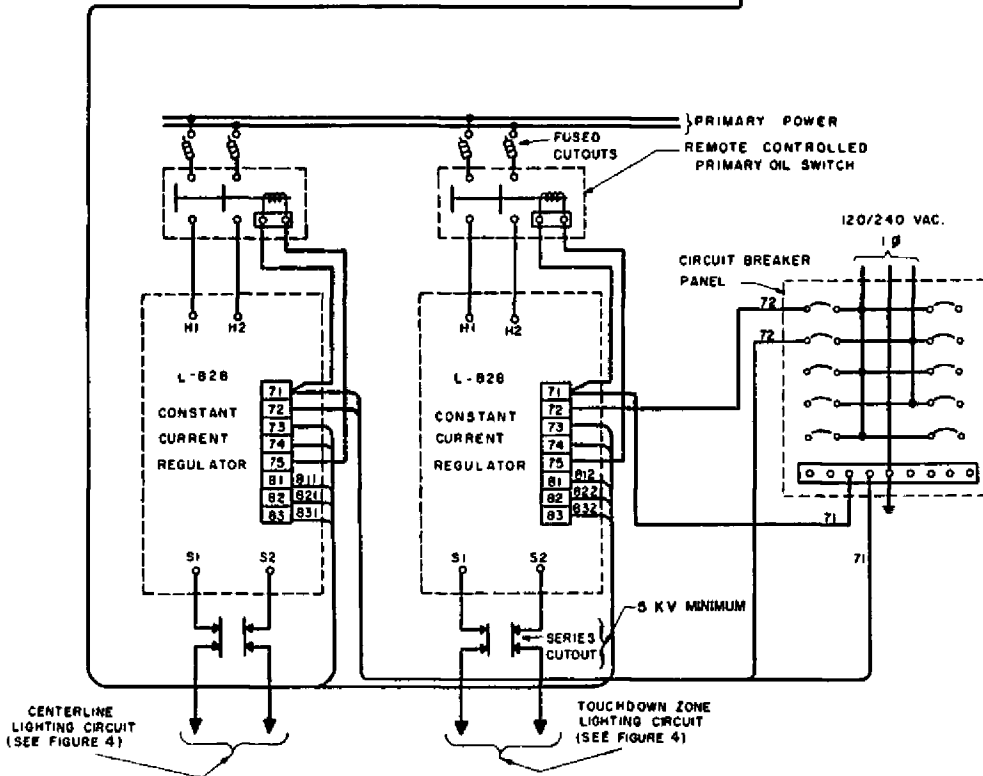 PRIMARY POWER
FUSED
CUTOUTS
REMOTE CONTROLLED
PRIMARY OIL SWITCH
120/240 VAC.
1 Ø
CIRCUIT BREAKER
PANEL
72
72
H1 H2
H1 H2
L-828
CONSTANT
CURRENT
REGULATOR
71
72
73
74
75
81 811
82 821
83 831
L-828
CONSTANT
CURRENT
REGULATOR
71
72
73
74
75
81 812
82 822
83 832
71
71
S1 S2
S1 S2
5 KV MINIMUM
SERIES
CUTOUT
CENTERLINE
LIGHTING CIRCUIT
(SEE FIGURE 4)
TOUCHDOWN ZONE
LIGHTING CIRCUIT
(SEE FIGURE 4)